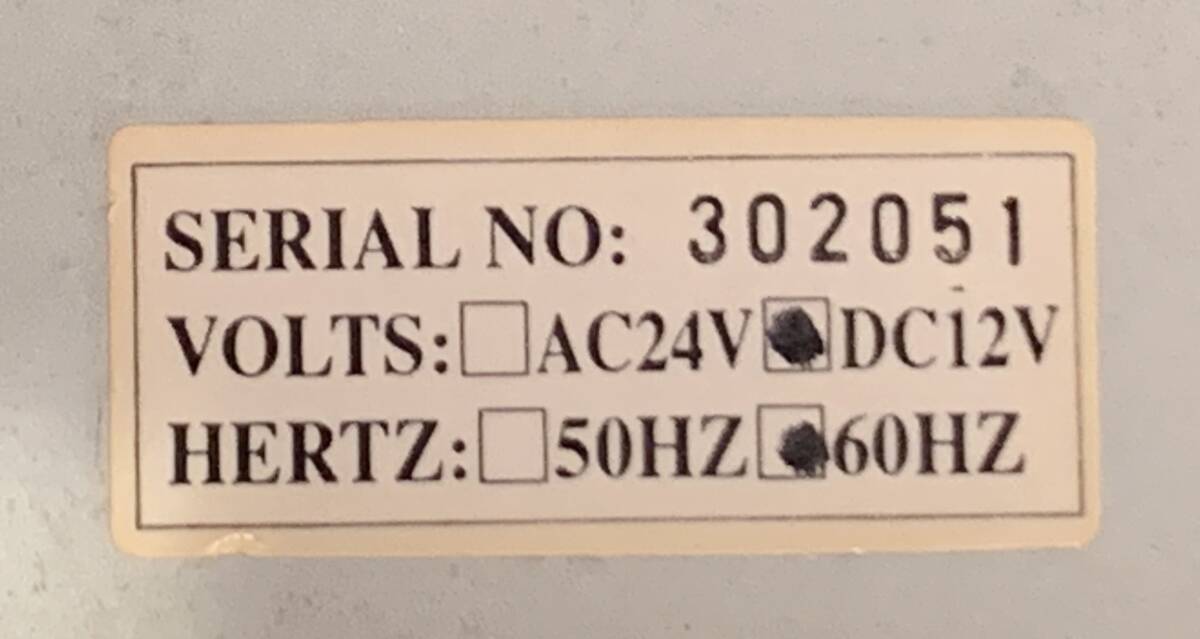 SERIAL NO: 302051
VOLTS: ☐AC24V ☒DC12V
HERTZ: ☐50HZ ☒60HZ